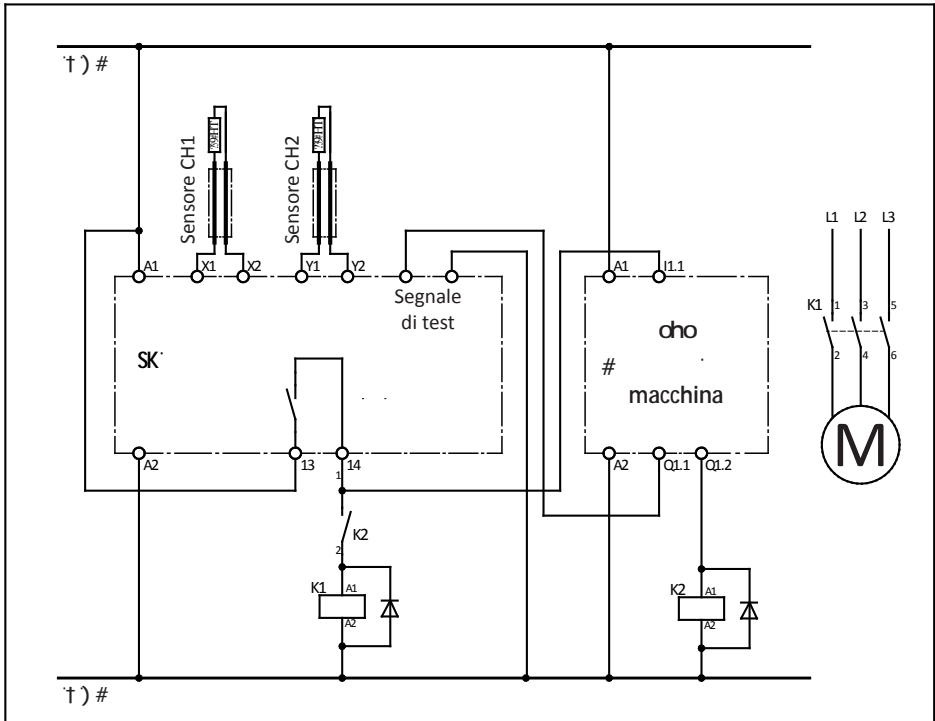 Sensore CH1
Sensore CH2
L1 L2 L3
A1 X1 X2 Y1 Y2
A1 I1.1
K1 1 3 5
2 4 6
Segnale
di test
SK
macchina
M
A2 13 14
A2 Q1.1 Q1.2
1
K2
2
K1 A1
A2
K2 A1
A2